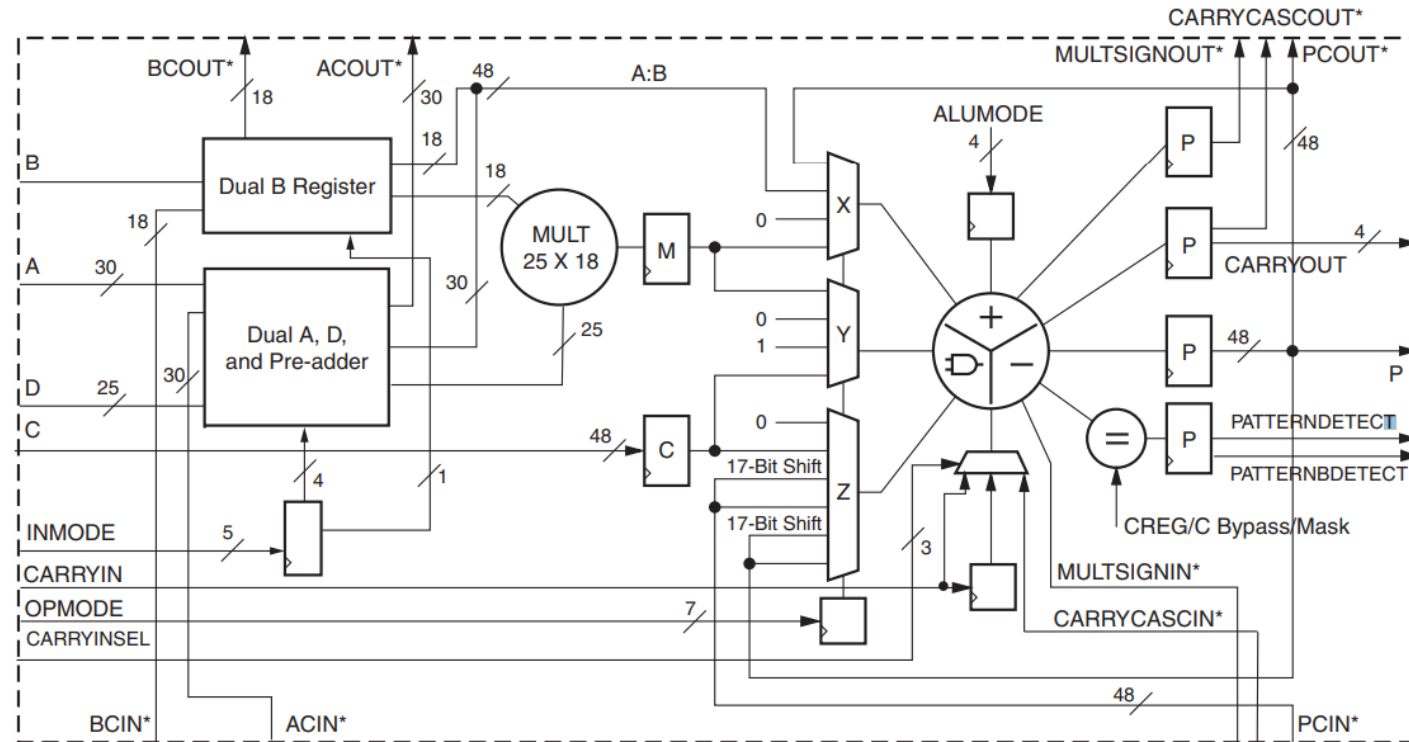 CARRYCASCOUT*
BCOUT* ACOUT* MULTSIGNOUT* PCOUT*
48 A:B
18 30
ALUMODE
4 48
B 18 P
Dual B Register 18
X
18 0
MULT 25 X 18
M
P 4
CARRYOUT
A 30 30
0
1 Y
+
−
25
Dual A, D, and Pre-adder
30
48 P
P
D 25
C 48 C
0
17-Bit Shift
Z
17-Bit Shift
=
P PATTERNDETECT
PATTERNBDETECT
4 1
CREG/C Bypass/Mask
INMODE 5
3
CARRYIN
MULTSIGNIN*
OPMODE 7
CARRYCASCIN*
CARRYINSEL
48
BCIN* ACIN* PCIN*